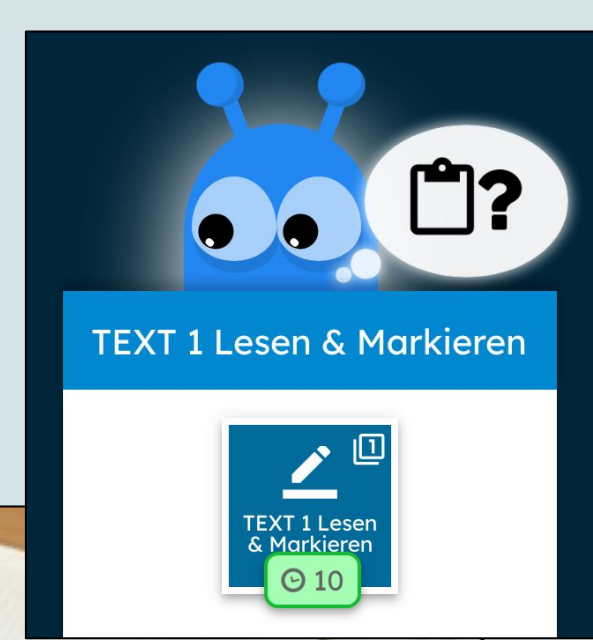 ?
TEXT 1 Lesen & Markieren
1
TEXT 1 Lesen
& Markieren
10